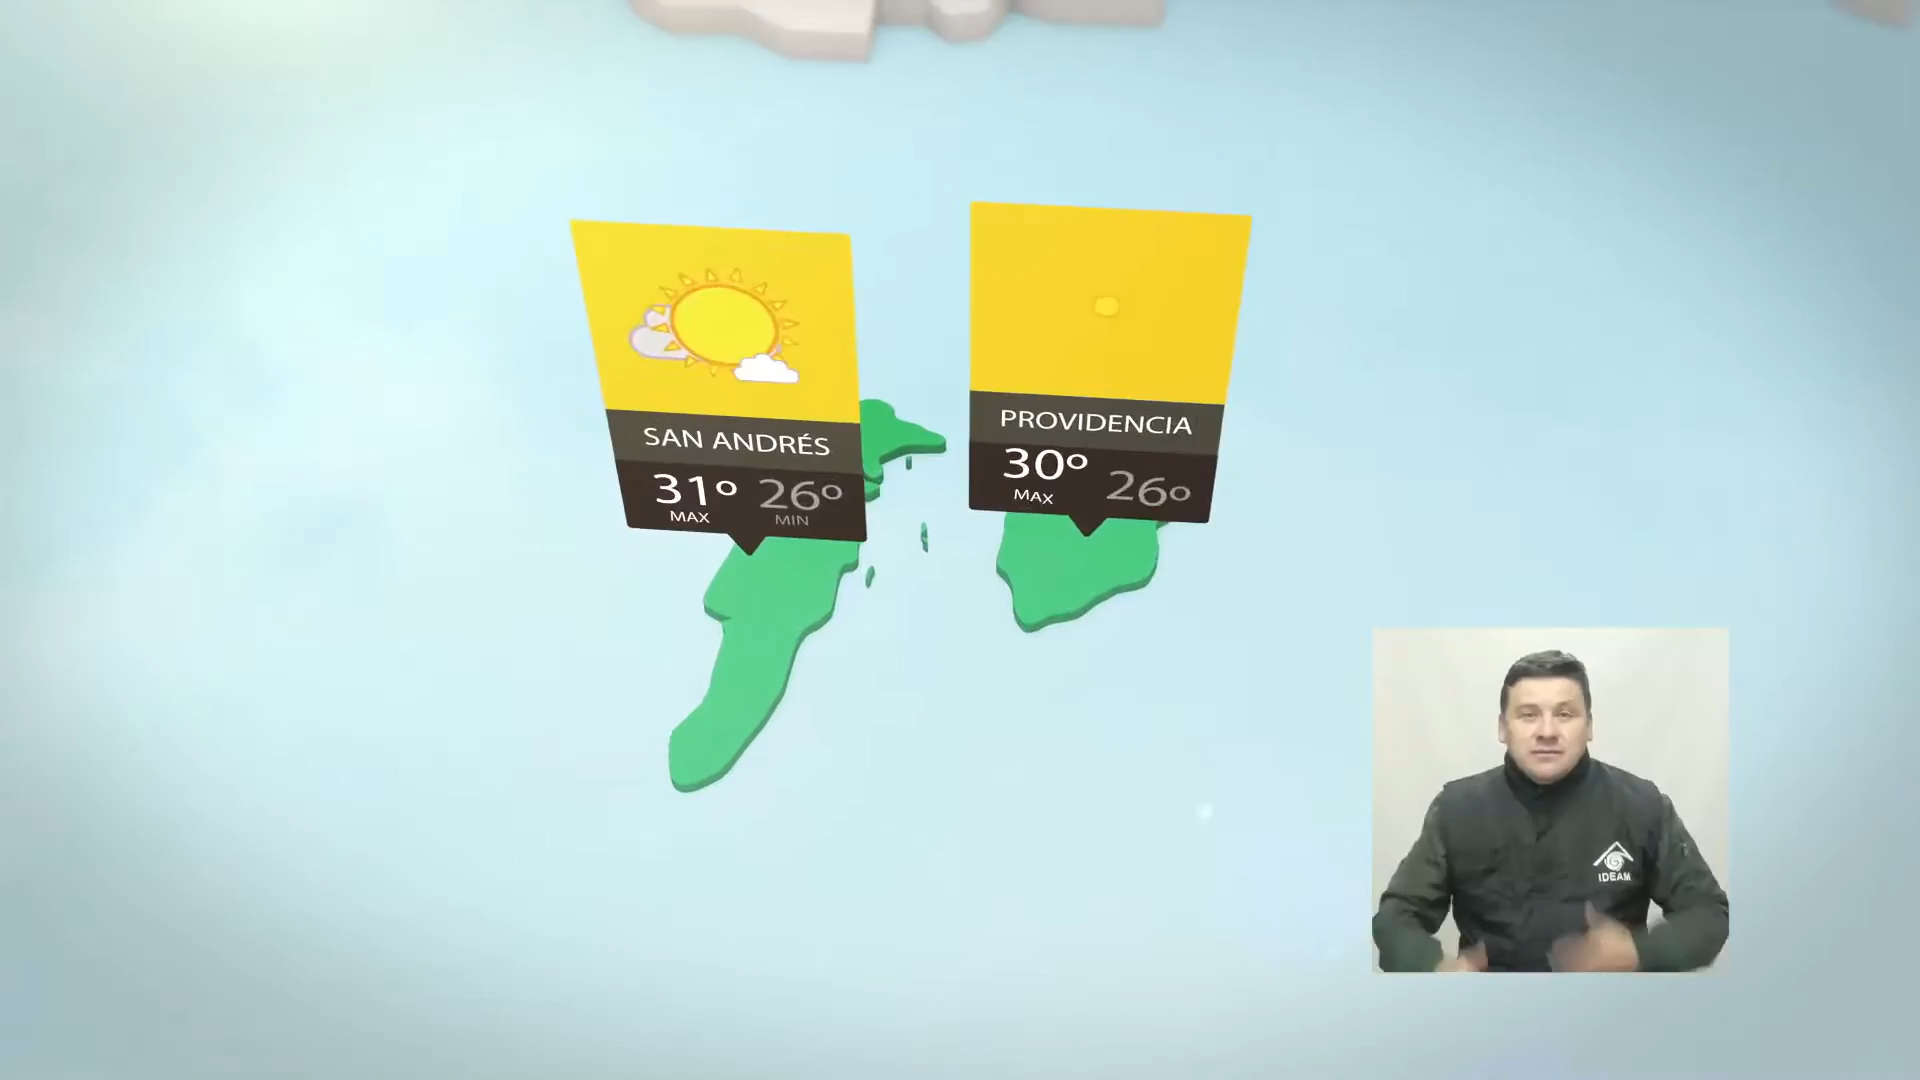 SAN ANDRÉS
31º 26º
MAX MIN
PROVIDENCIA
30º 26º
MAX
IDEAM